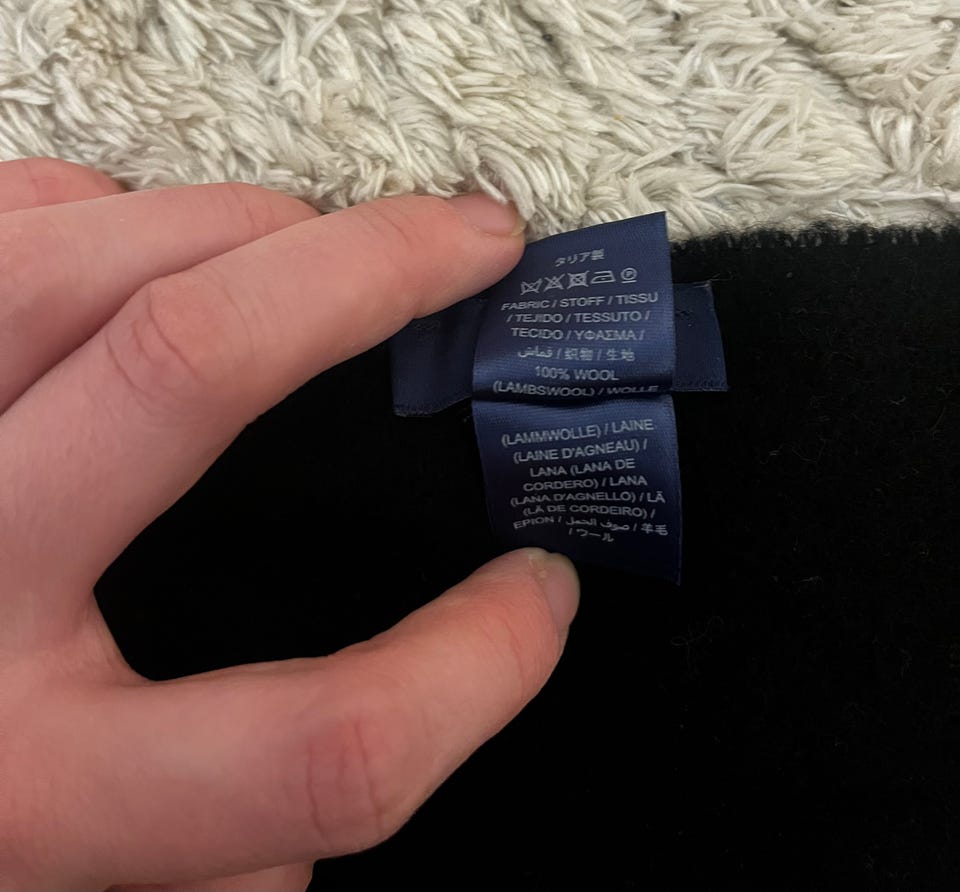 タリア製
FABRIC / STOFF / TISSU
/ TEJIDO / TESSUTO /
TECIDO / ΥΦΑΣΜΑ /
قماش / 织物 / 生地
100% WOOL
(LAMBSWOOL) / WOLLE
(LAMMWOLLE) / LAINE
(LAINE D'AGNEAU) /
LANA (LANA DE
CORDERO) / LANA
(LANA D'AGNELLO) / LÃ
(LÃ DE CORDEIRO) /
ΕΡΙΟΝ / صوف الحمل / 羊毛
/ ウール